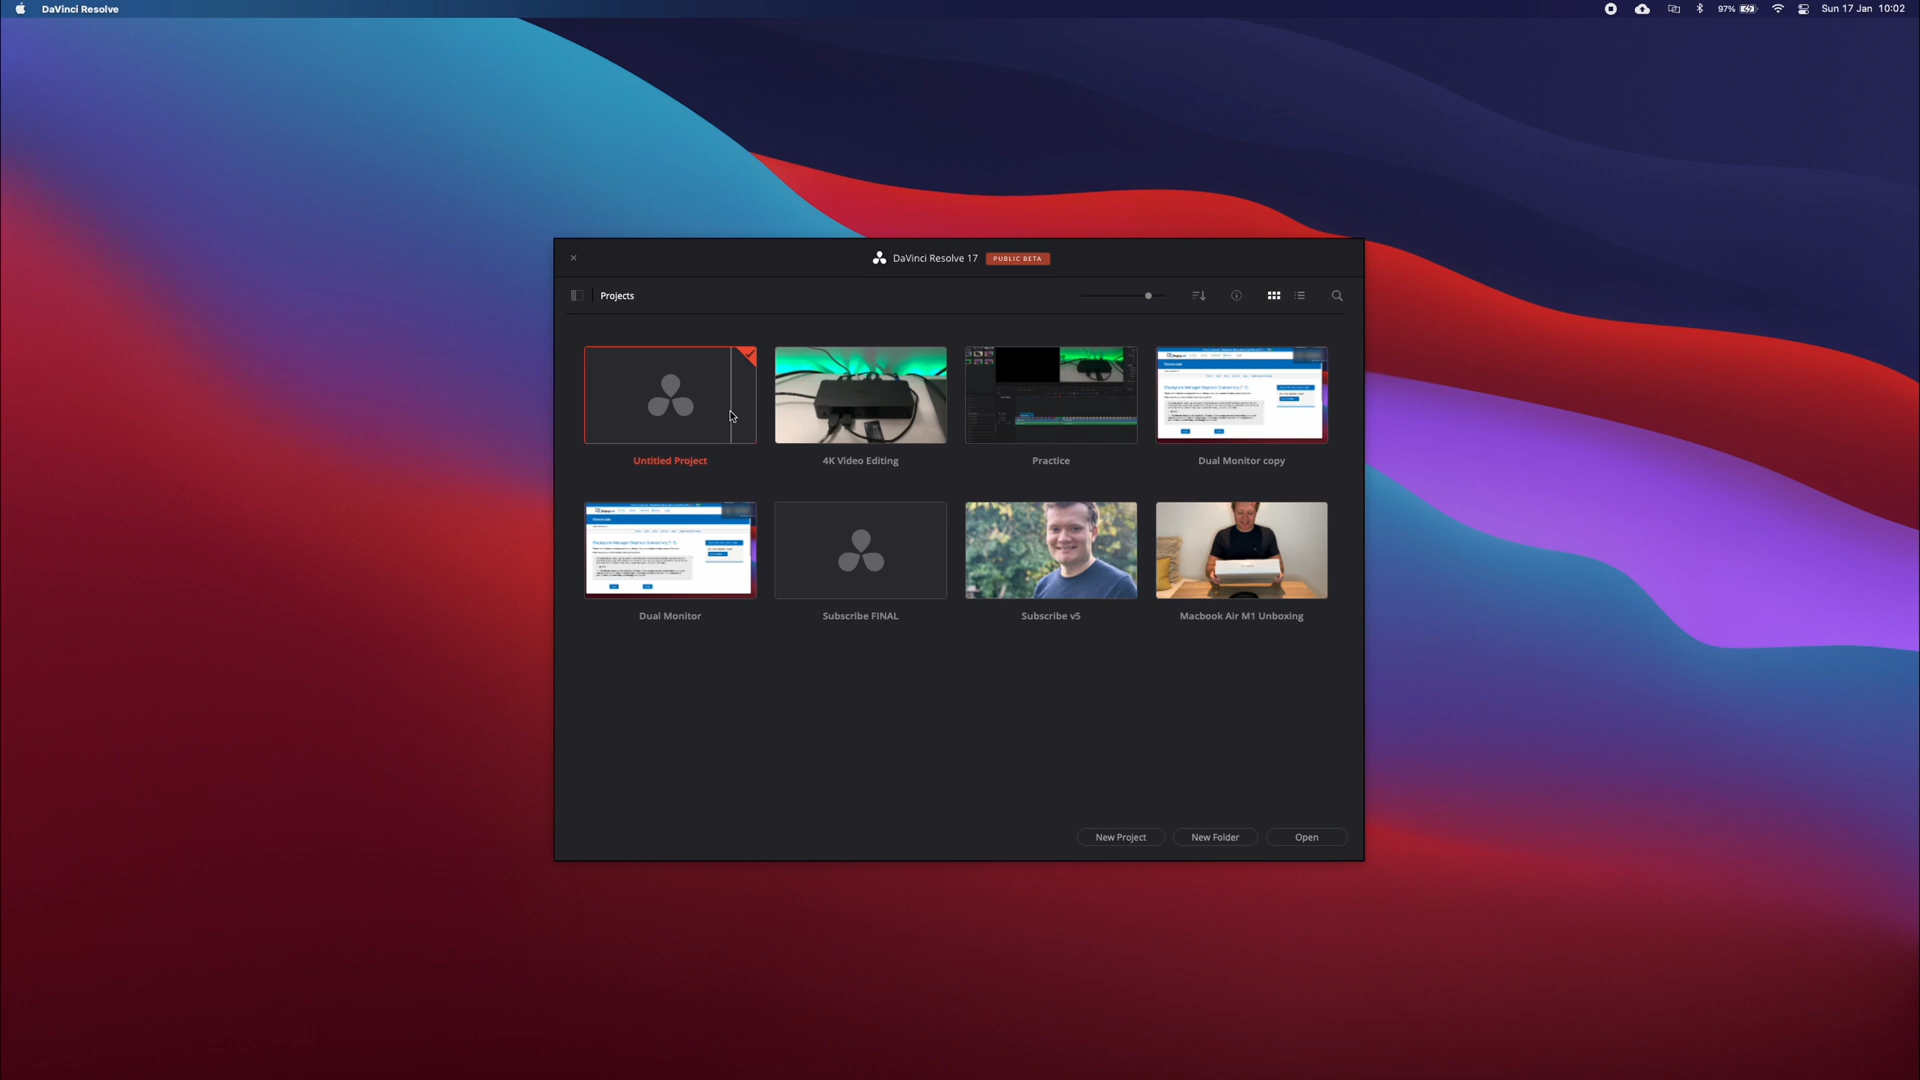 DaVinci Resolve
97%
Sun 17 Jan 10:02
DaVinci Resolve 17 PUBLIC BETA
Projects
Untitled Project
4K Video Editing
Practice
Dual Monitor copy
Dual Monitor
Subscribe FINAL
Subscribe v5
Macbook Air M1 Unboxing
New Project
New Folder
Open